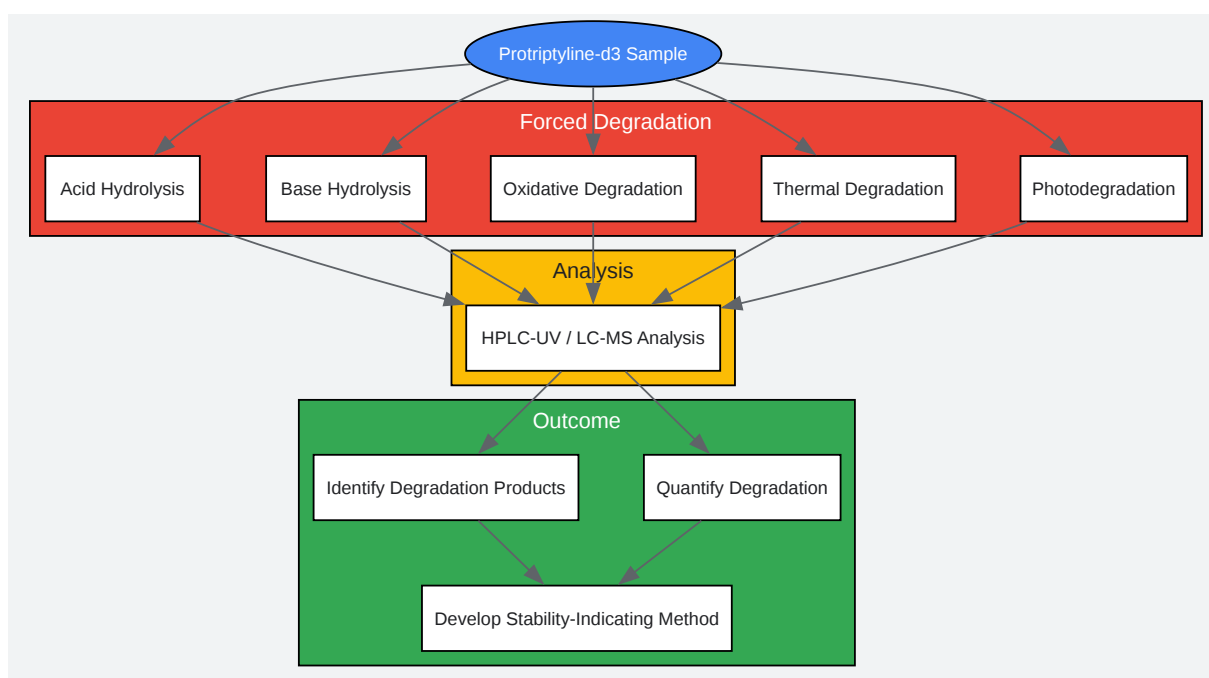 Protriptyline-d3 Sample
Forced Degradation
Acid Hydrolysis
Base Hydrolysis
Oxidative Degradation
Thermal Degradation
Photodegradation
Analysis
HPLC-UV / LC-MS Analysis
Outcome
Identify Degradation Products
Quantify Degradation
Develop Stability-Indicating Method